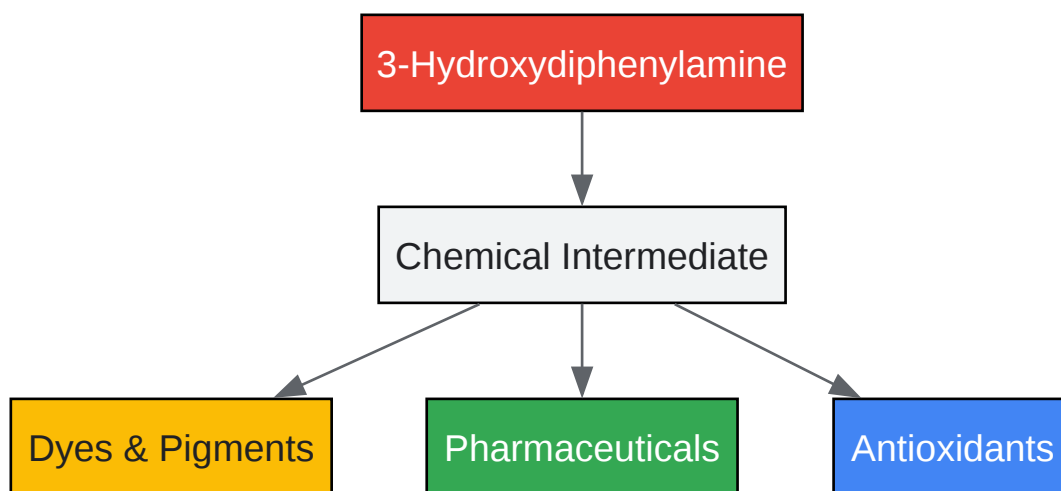 3-Hydroxydiphenylamine
Chemical Intermediate
Dyes & Pigments
Pharmaceuticals
Antioxidants